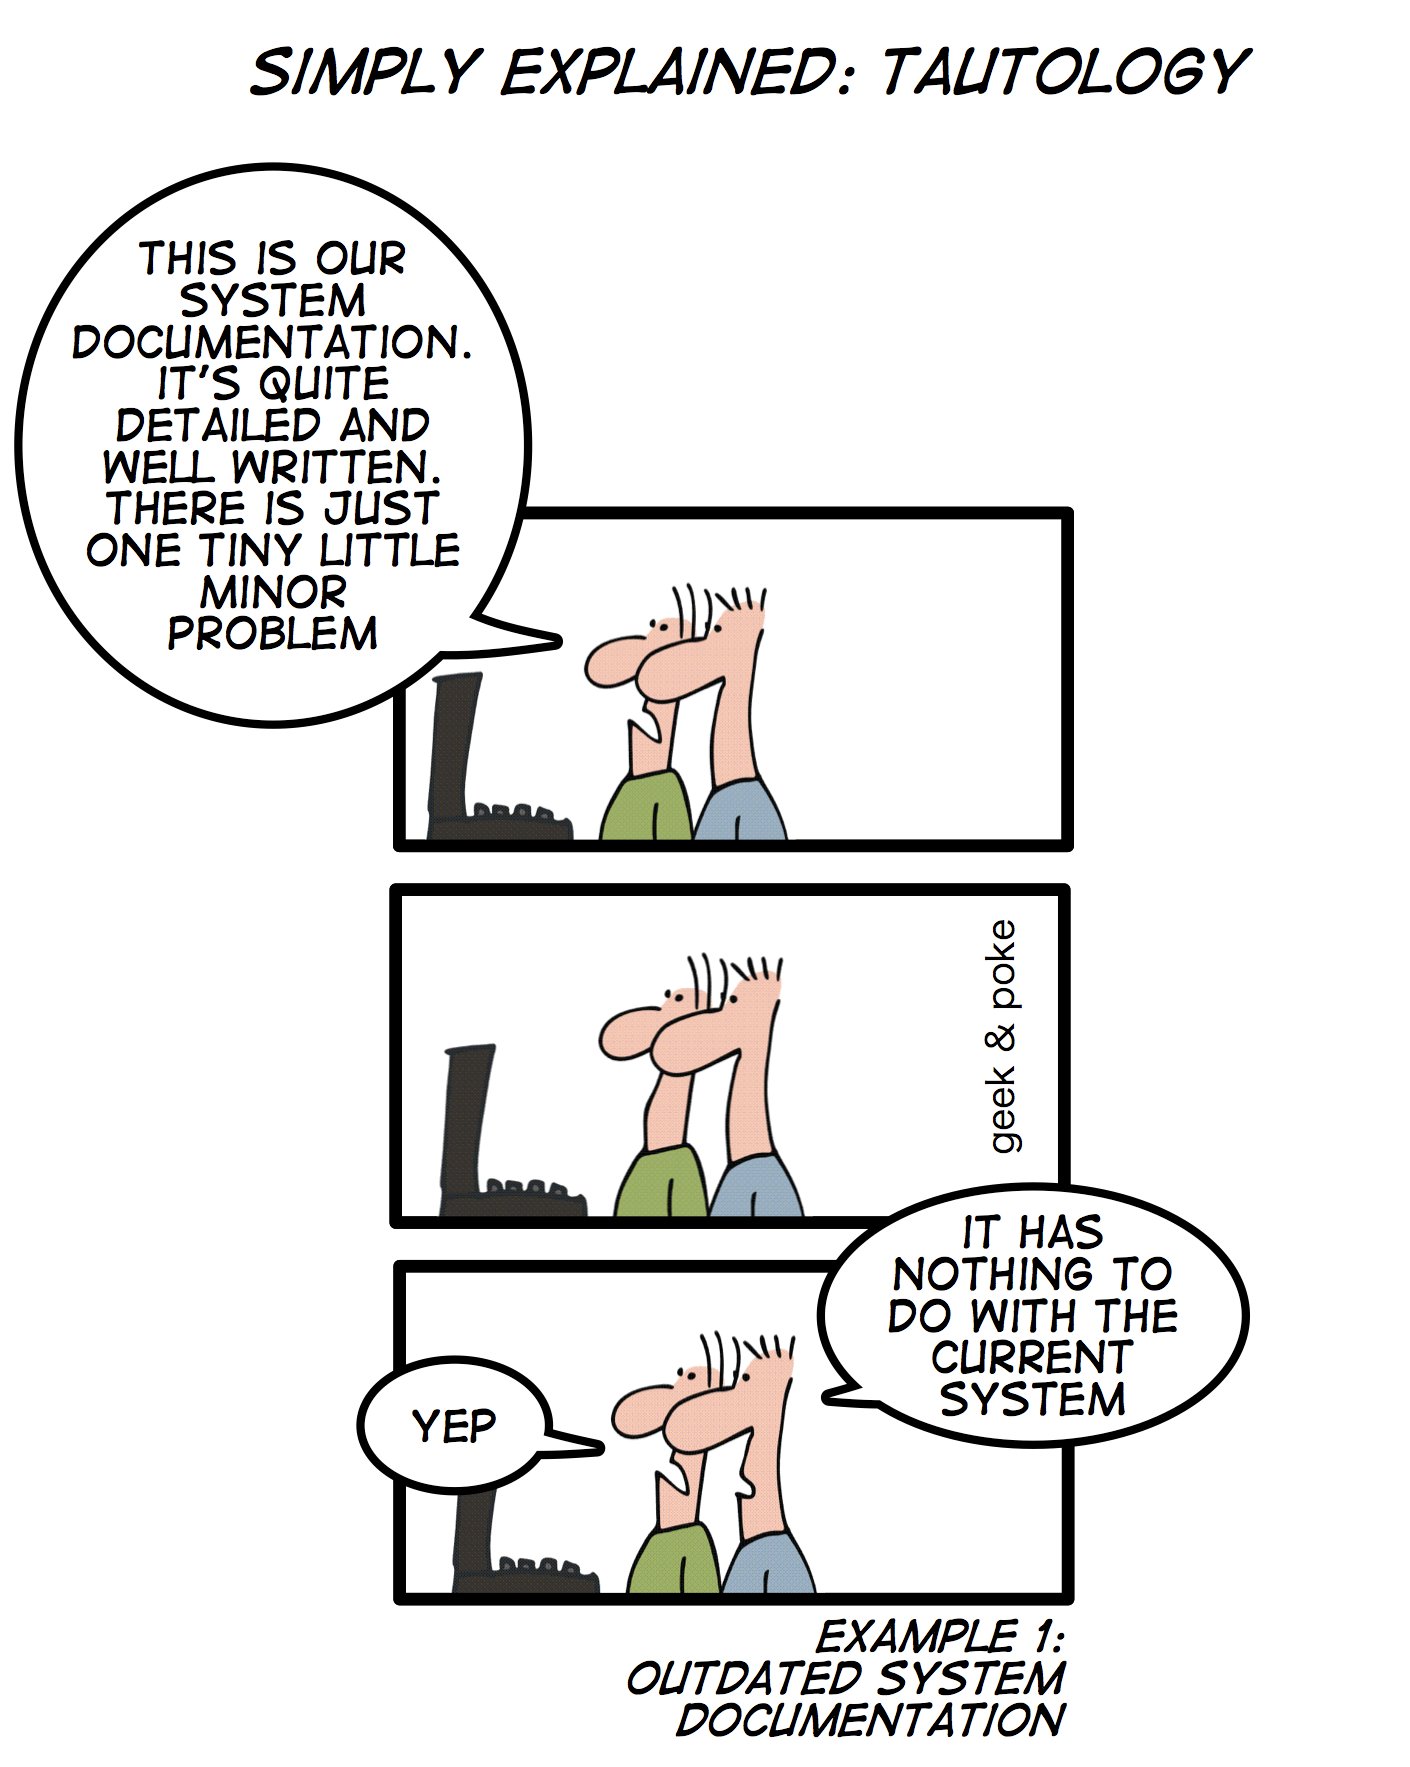 SIMPLY EXPLAINED: TAUTOLOGY
THIS IS OUR
SYSTEM
DOCUMENTATION.
IT'S QUITE
DETAILED AND
WELL WRITTEN.
THERE IS JUST
ONE TINY LITTLE
MINOR
PROBLEM
geek & poke
IT HAS
NOTHING TO
DO WITH THE
CURRENT
SYSTEM
YEP
EXAMPLE 1:
OUTDATED SYSTEM
DOCUMENTATION